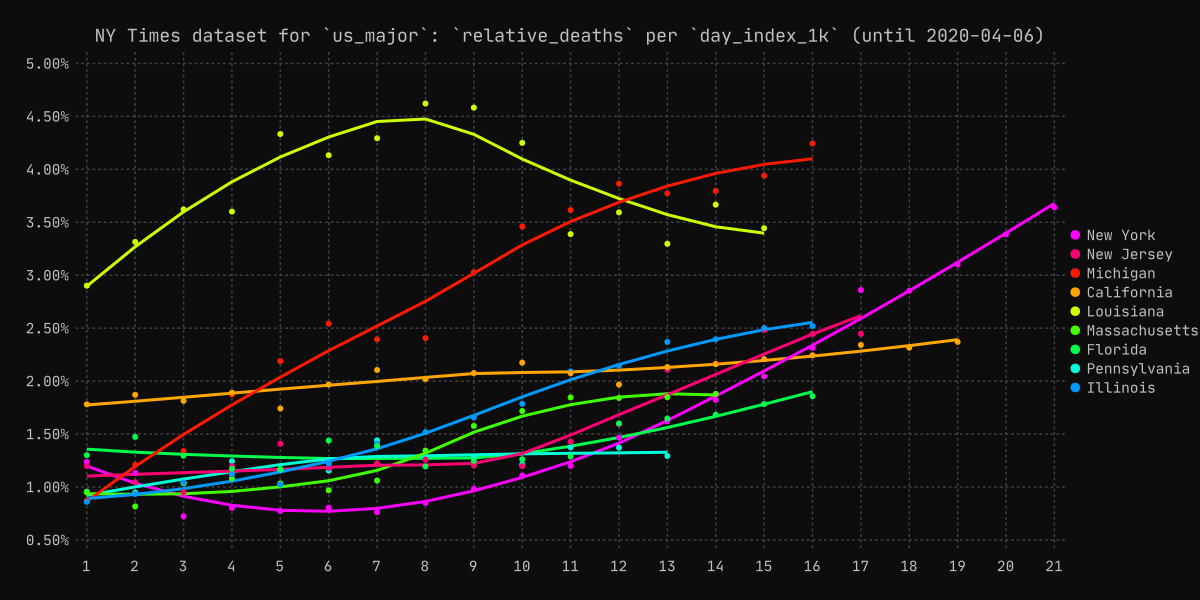 NY Times dataset for `us_major`: `relative_deaths` per `day_index_1k` (until 2020-04-06)
5.00%
4.50%
4.00%
3.50%
3.00%
2.50%
2.00%
1.50%
1.00%
0.50%
1 2 3 4 5 6 7 8 9 10 11 12 13 14 15 16 17 18 19 20 21
New York
New Jersey
Michigan
California
Louisiana
Massachusetts
Florida
Pennsylvania
Illinois